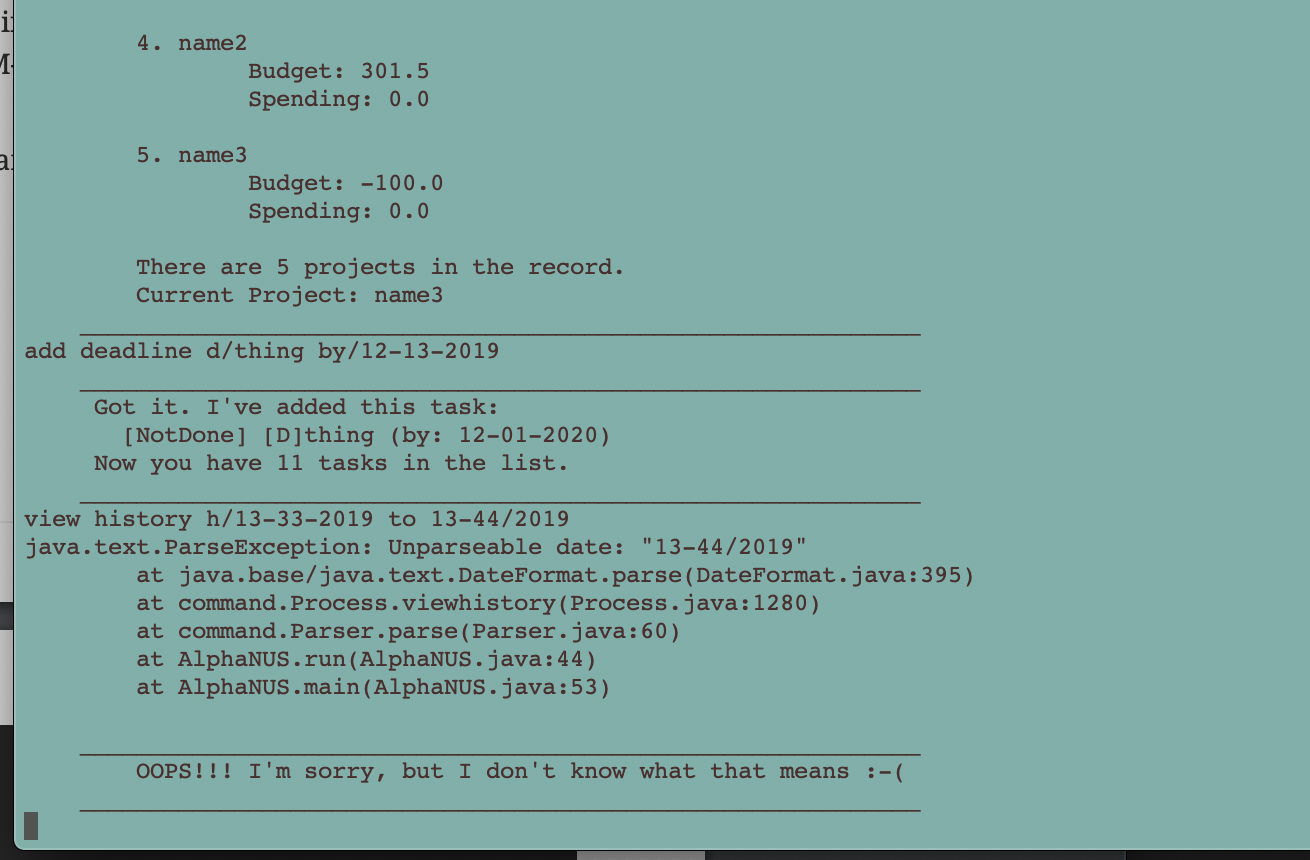 4. name2
Budget: 301.5
Spending: 0.0
5. name3
Budget: -100.0
Spending: 0.0
There are 5 projects in the record.
Current Project: name3
add deadline d/thing by/12-13-2019
Got it. I've added this task:
[NotDone] [D]thing (by: 12-01-2020)
Now you have 11 tasks in the list.
view history h/13-33-2019 to 13-44/2019
java.text.ParseException: Unparseable date: "13-44/2019"
at java.base/java.text.DateFormat.parse(DateFormat.java:395)
at command.Process.viewhistory(Process.java:1280)
at command.Parser.parse(Parser.java:60)
at AlphaNUS.run(AlphaNUS.java:44)
at AlphaNUS.main(AlphaNUS.java:53)
OOPS!!! I'm sorry, but I don't know what that means :-(